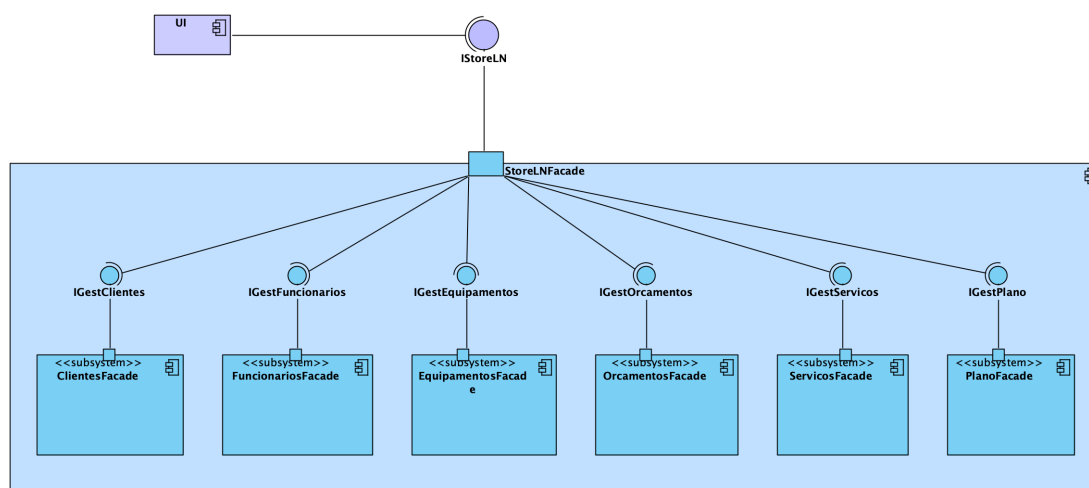 UI
IStoreLN
StoreLNFacade
IGestClientes
IGestFuncionarios
IGestEquipamentos
IGestOrcamentos
IGestServicos
IGestPlano
<<subsystem>>
ClientesFacade
<<subsystem>>
FuncionariosFacade
<<subsystem>>
EquipamentosFacad
e
<<subsystem>>
OrcamentosFacade
<<subsystem>>
ServicosFacade
<<subsystem>>
PlanoFacade